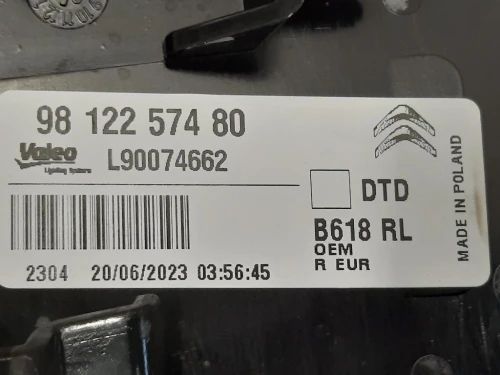 98 122 574 80
Valeo L90074662
Lighting Systems
DTD
B618 RL
OEM
R EUR
2304 20/06/2023 03:56:45
MADE IN POLAND